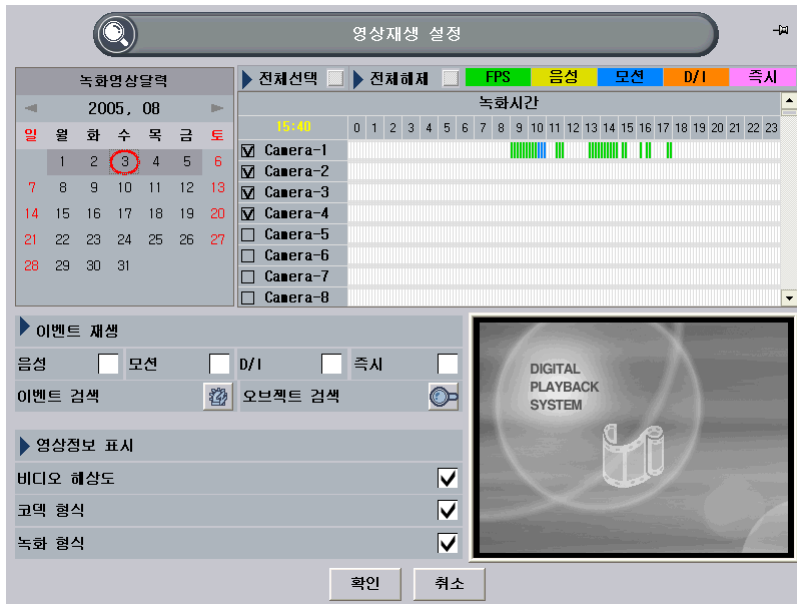 영상재생 설정
녹화영상달력
2005, 08
일 월 화 수 목 금 토
1 2 3 4 5 6
7 8 9 10 11 12 13
14 15 16 17 18 19 20
21 22 23 24 25 26 27
28 29 30 31
전체선택 전체해제 FPS 음성 모션 D/I 즉시
녹화시간
15:40 0 1 2 3 4 5 6 7 8 9 10 11 12 13 14 15 16 17 18 19 20 21 22 23
Camera-1
Camera-2
Camera-3
Camera-4
Camera-5
Camera-6
Camera-7
Camera-8
이벤트 재생
음성 모션 D/I 즉시
이벤트 검색 오브젝트 검색
영상정보 표시
비디오 해상도
코덱 형식
녹화 형식
DIGITAL
PLAYBACK
SYSTEM
확인 취소